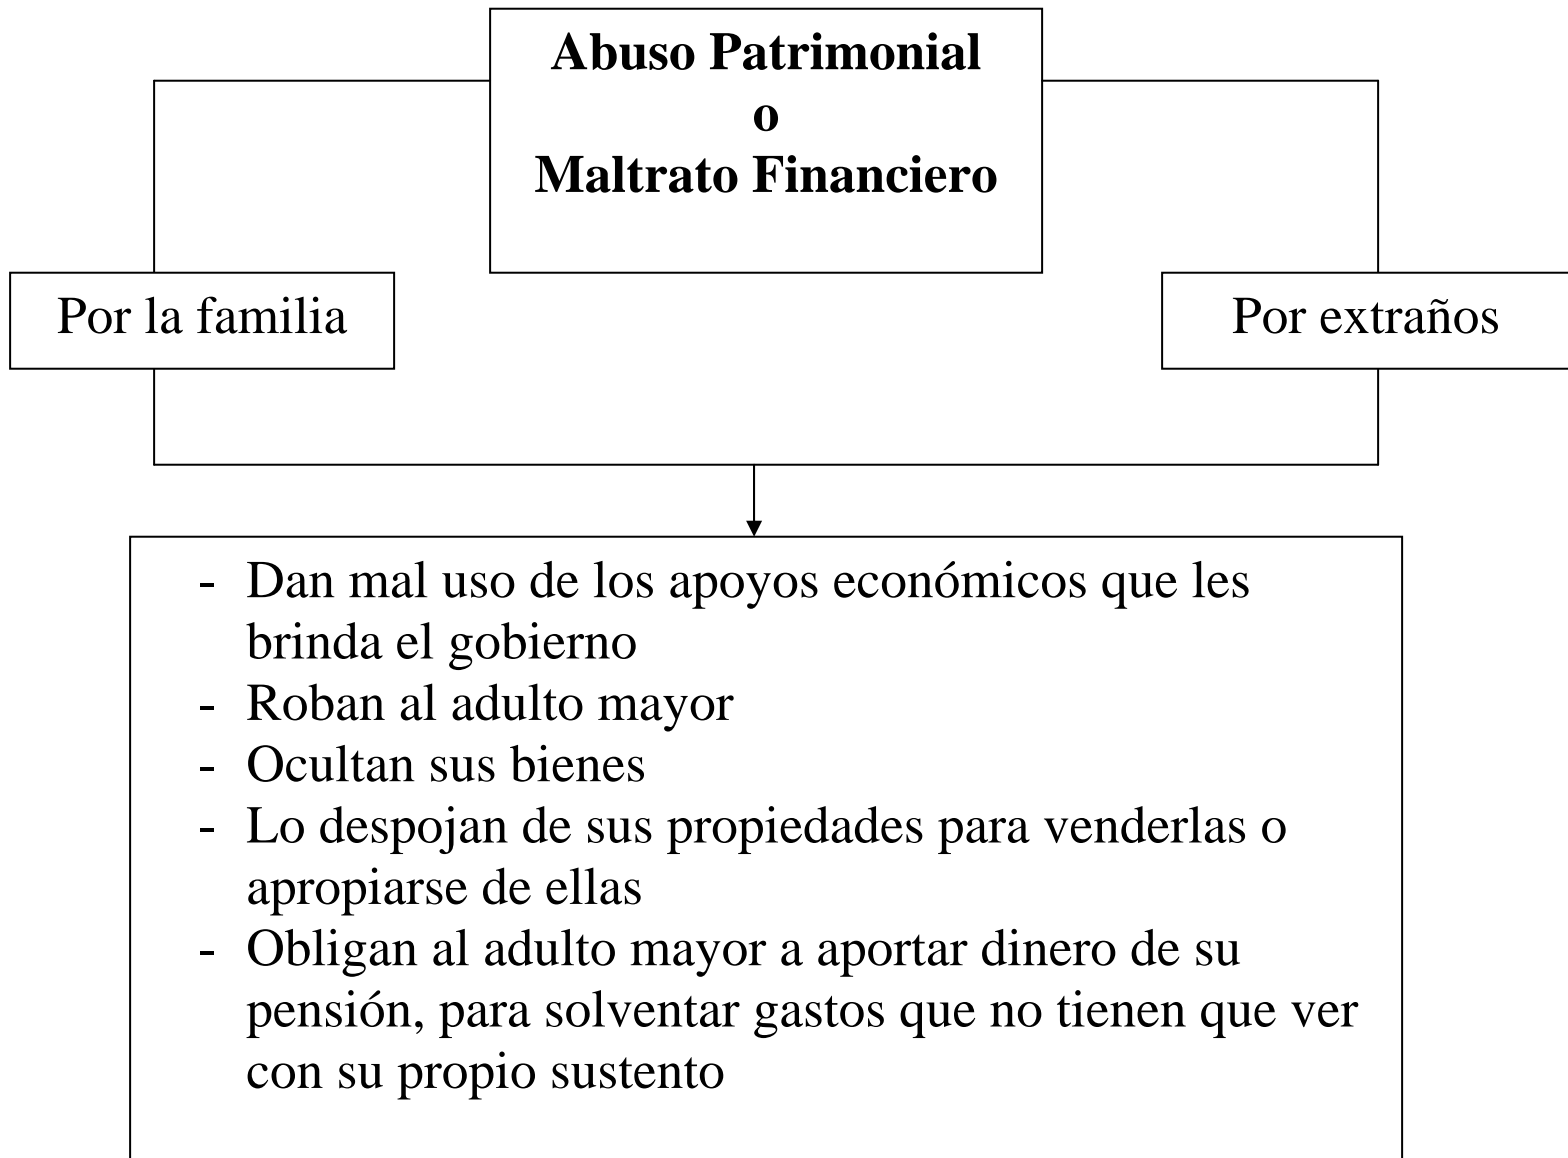 Abuso Patrimonial
o
Maltrato Financiero
Por la familia
Por extraños
- Dan mal uso de los apoyos económicos que les
brinda el gobierno
- Roban al adulto mayor
- Ocultan sus bienes
- Lo despojan de sus propiedades para venderlas o
apropiarse de ellas
- Obligan al adulto mayor a aportar dinero de su
pensión, para solventar gastos que no tienen que ver
con su propio sustento